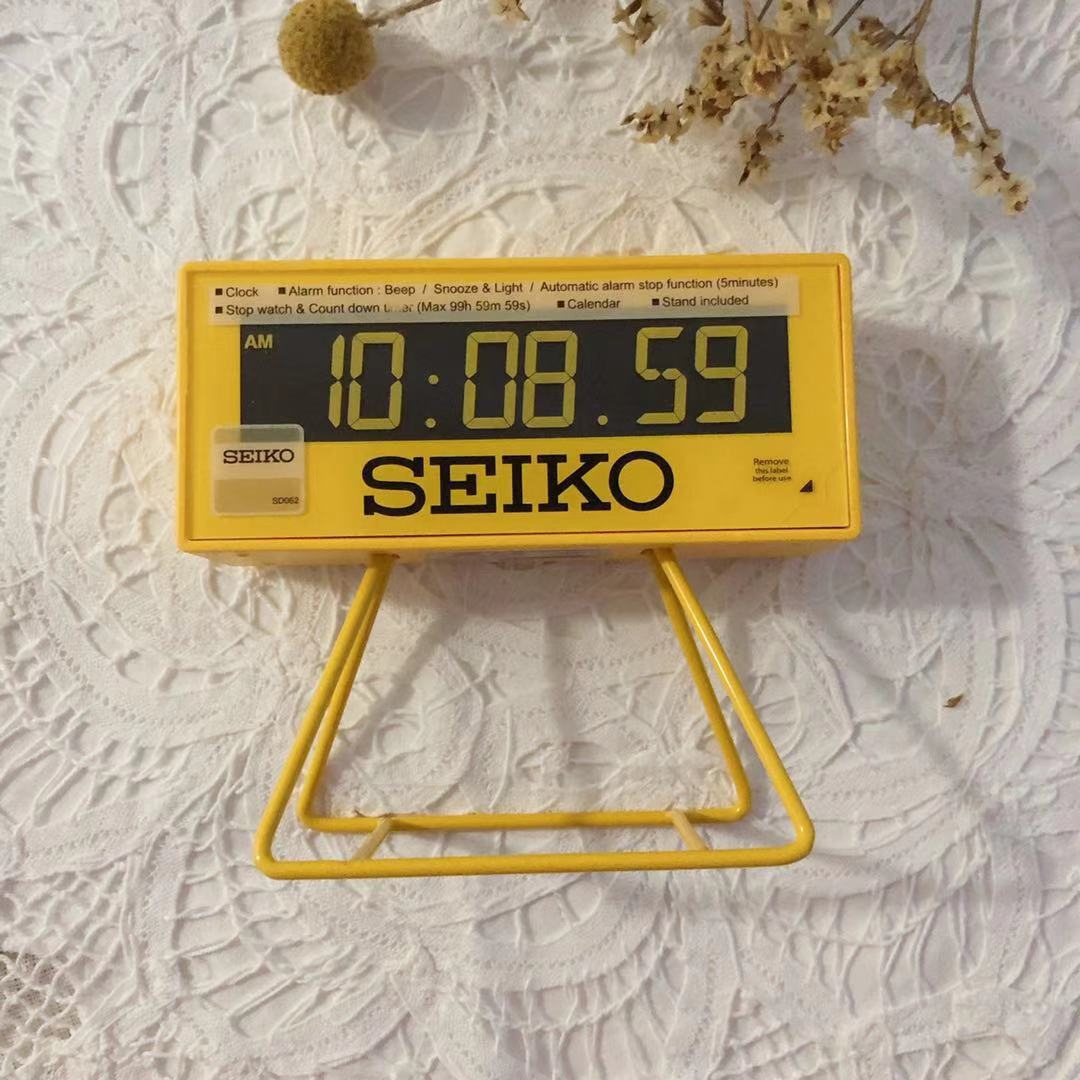 ■ Clock ■ Alarm function : Beep / Snooze & Light / Automatic alarm stop function (5minutes)
■ Stop watch & Count down timer (Max 99h 59m 59s) ■ Calendar ■ Stand included
AM 10:08.59
SEIKO
SD052
SEIKO
Remove
this label
before use